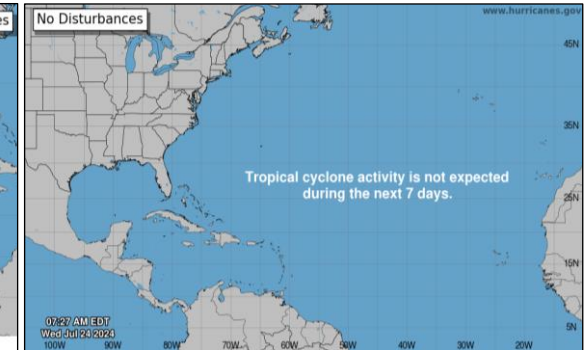 es
No Disturbances
www.hurricanes.gov
45N
35N
Tropical cyclone activity is not expected
during the next 7 days.
25N
15N
07:27 AM EDT
Wed Jul 24 2024
5N
100W 90W 80W 70W 60W 50W 40W 30W 20W